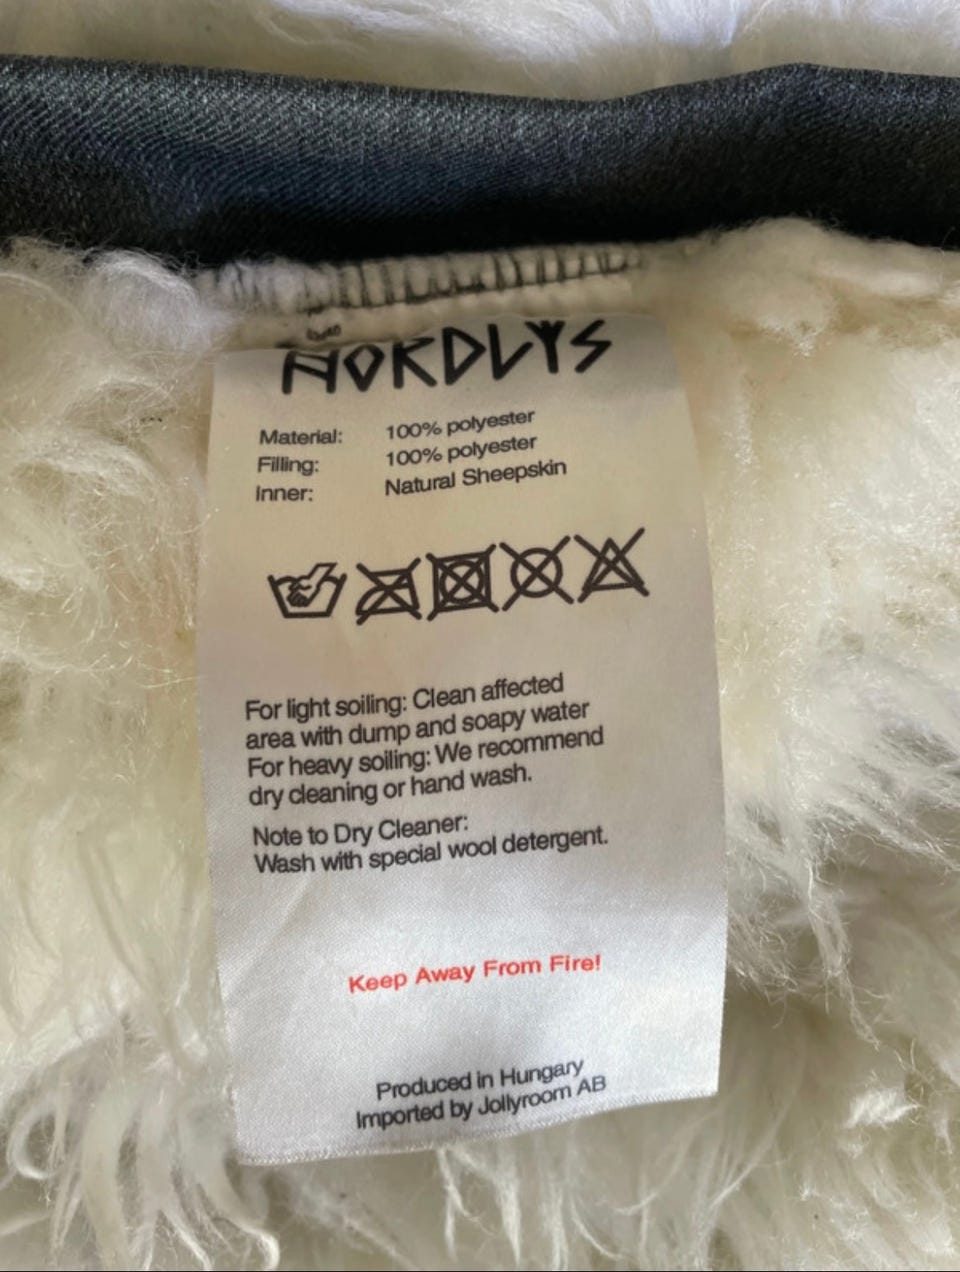 NORDLYS
Material: 100% polyester
Filling: 100% polyester
Inner: Natural Sheepskin
For light soiling: Clean affected
area with dump and soapy water
For heavy soiling: We recommend
dry cleaning or hand wash.
Note to Dry Cleaner:
Wash with special wool detergent.
Keep Away From Fire!
Produced in Hungary
Imported by Jollyroom AB